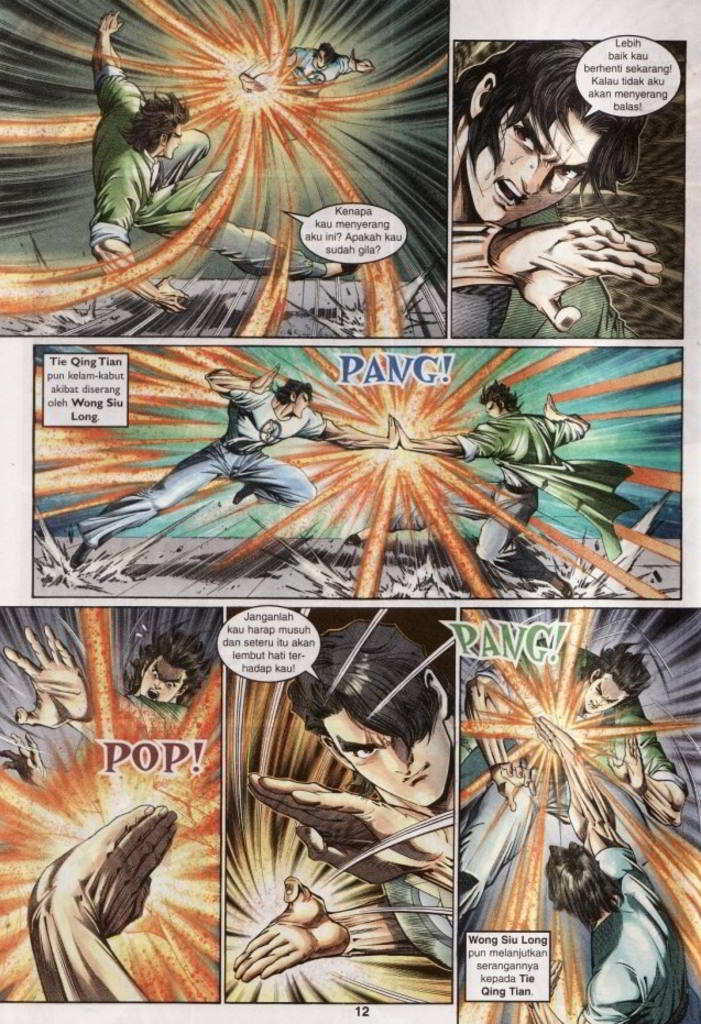 Kenapa
kau menyerang
aku ini? Apakah kau
sudah gila?
Lebih
baik kau
berhenti sekarang!
Kalau tidak aku
akan menyerang
balas!
Tie Qing Tian
pun kelam-kabut
akibat diserang
oleh Wong Siu
Long.
PANG!
POP!
Janganlah
kau harap musuh
dan seteru itu akan
lembut hati ter-
hadap kau!
PANG!
Wong Siu Long
pun melanjutkan
serangannya
kepada Tie
Qing Tian.
12